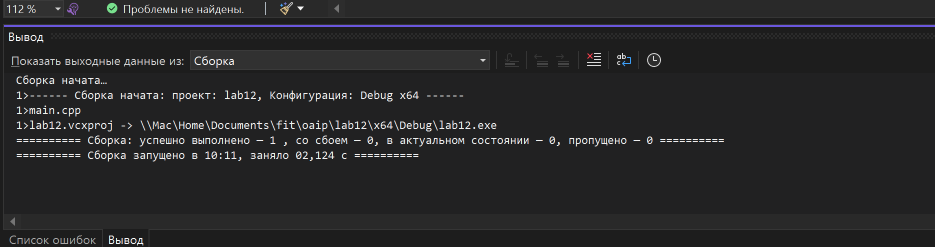 112 %
Проблемы не найдены.
Вывод
Показать выходные данные из: Сборка
Сборка начата…
1>------ Сборка начата: проект: lab12, Конфигурация: Debug x64 ------
1>main.cpp
1>lab12.vcxproj -> \\Mac\Home\Documents\fit\oaip\lab12\x64\Debug\lab12.exe
========== Сборка: успешно выполнено — 1 , со сбоем — 0, в актуальном состоянии — 0, пропущено — 0 ==========
========== Сборка запущено в 10:11, заняло 02,124 с ==========
Список ошибок
Вывод